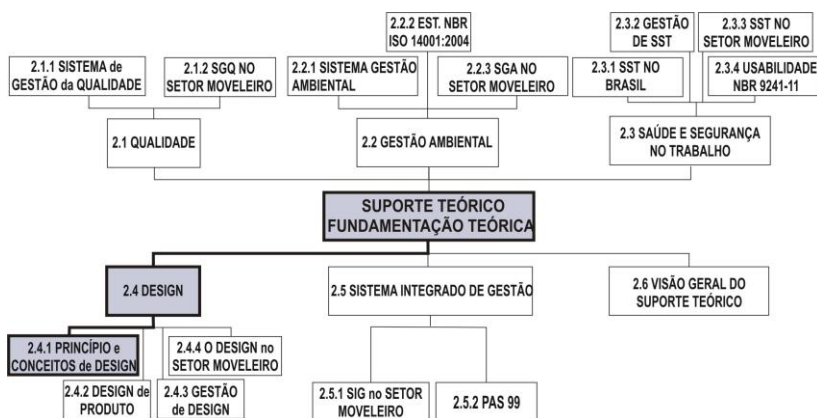 2.2.2 EST. NBR
ISO 14001:2004
2.3.2 GESTÃO
DE SST
2.3.3 SST NO
SETOR MOVELEIRO
2.1.1 SISTEMA de
GESTÃO da QUALIDADE
2.1.2 SGQ NO
SETOR MOVELEIRO
2.2.1 SISTEMA GESTÃO
AMBIENTAL
2.2.3 SGA NO
SETOR MOVELEIRO
2.3.1 SST NO
BRASIL
2.3.4 USABILIDADE
NBR 9241-11
2.1 QUALIDADE
2.2 GESTÃO AMBIENTAL
2.3 SAÚDE E SEGURANÇA
NO TRABALHO
SUPORTE TEÓRICO
FUNDAMENTAÇÃO TEÓRICA
2.4 DESIGN
2.5 SISTEMA INTEGRADO DE GESTÃO
2.6 VISÃO GERAL DO
SUPORTE TEÓRICO
2.4.1 PRINCÍPIO e
CONCEITOS de DESIGN
2.4.4 O DESIGN no
SETOR MOVELEIRO
2.4.2 DESIGN de
PRODUTO
2.4.3 GESTÃO
de DESIGN
2.5.1 SIG no SETOR
MOVELEIRO
2.5.2 PAS 99